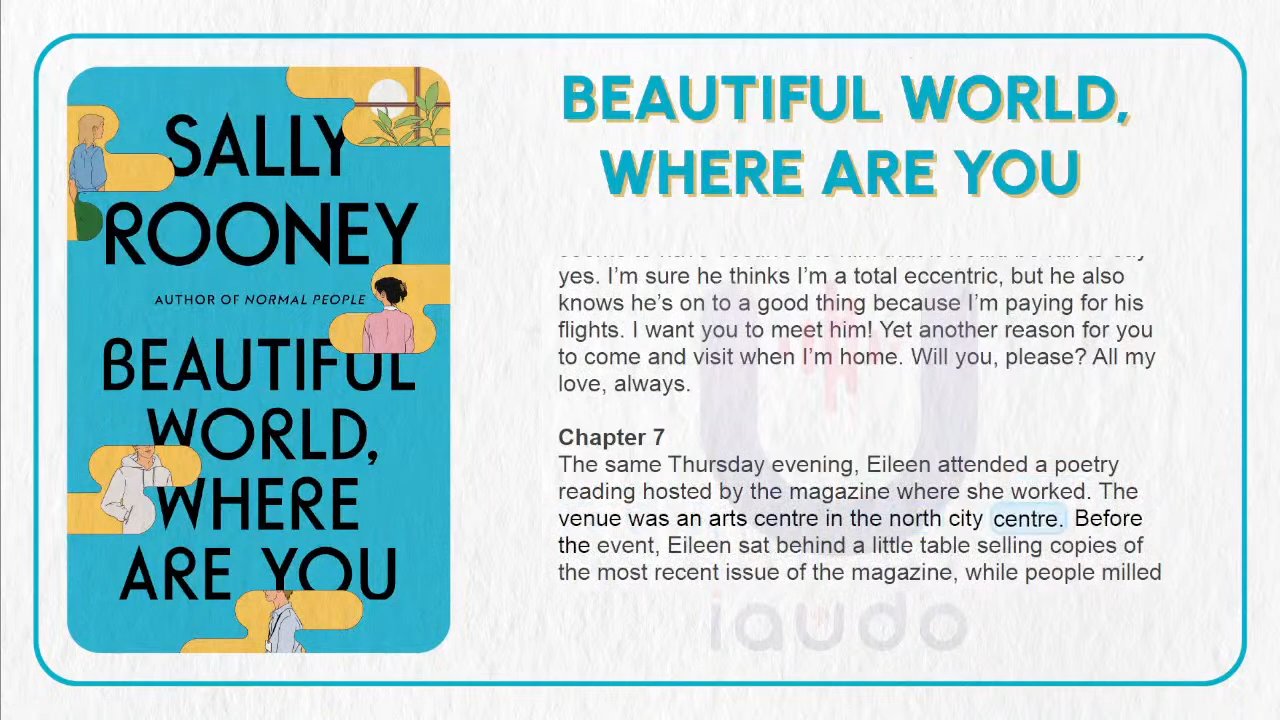 SALLY
ROONEY
AUTHOR OF NORMAL PEOPLE
BEAUTIFUL
WORLD,
WHERE
ARE YOU
BEAUTIFUL WORLD,
WHERE ARE YOU
yes. I’m sure he thinks I’m a total eccentric, but he also
knows he’s on to a good thing because I’m paying for his
flights. I want you to meet him! Yet another reason for you
to come and visit when I’m home. Will you, please? All my
love, always.
Chapter 7
The same Thursday evening, Eileen attended a poetry
reading hosted by the magazine where she worked. The
venue was an arts centre in the north city centre. Before
the event, Eileen sat behind a little table selling copies of
the most recent issue of the magazine, while people milled
iaudo